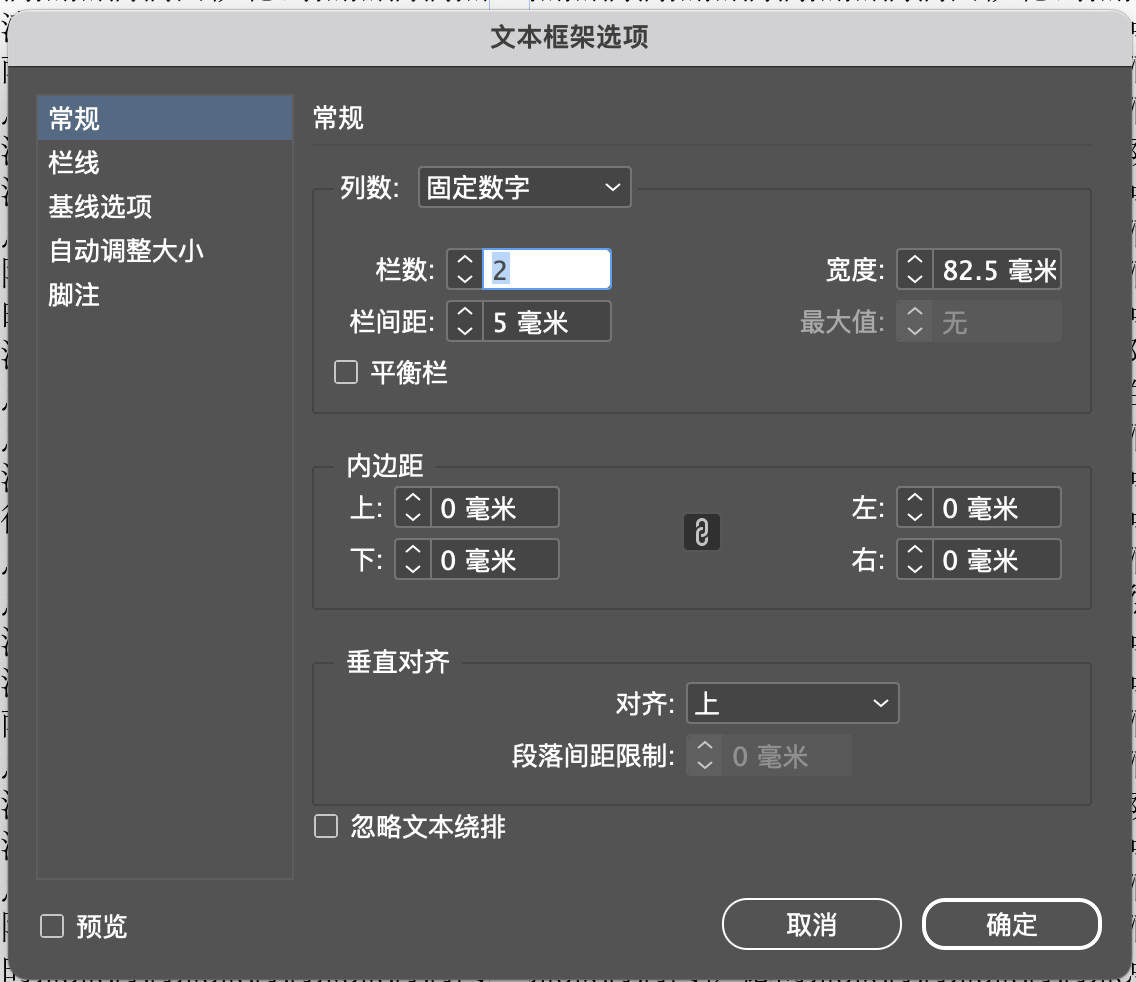 文本框架选项
常规
栏线
基线选项
自动调整大小
脚注
常规
列数: 固定数字
栏数: 2 宽度: 82.5 毫米
栏间距: 5 毫米 最大值: 无
平衡栏
内边距
上: 0 毫米 左: 0 毫米
下: 0 毫米 右: 0 毫米
垂直对齐
对齐: 上
段落间距限制: 0 毫米
忽略文本绕排
预览 取消 确定